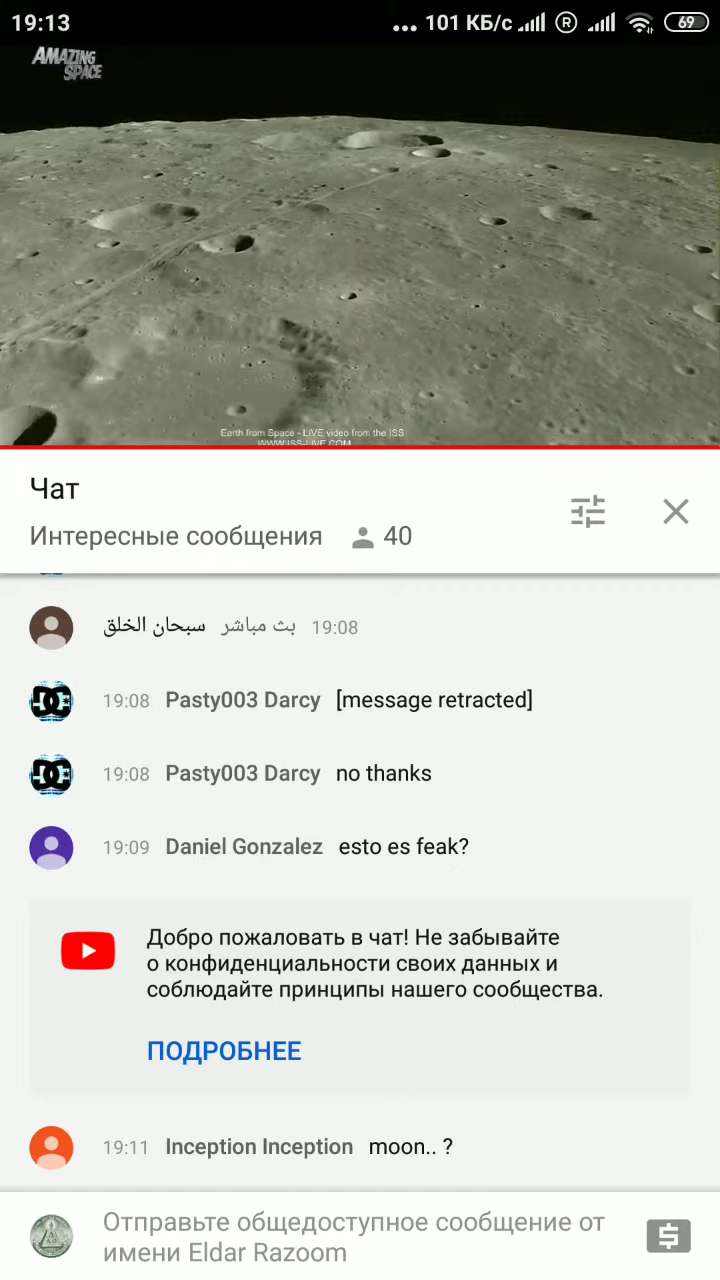 19:13
... 101 КБ/с R 69
AMAZING
SPACE
Earth from Space - LIVE video from the ISS
WWW.ISS-LIVE.COM
Чат
Интересные сообщения 40
سبحان الخلق بث مباشر 19:08
19:08 Pasty003 Darcy [message retracted]
19:08 Pasty003 Darcy no thanks
19:09 Daniel Gonzalez esto es feak?
Добро пожаловать в чат! Не забывайте
о конфиденциальности своих данных и
соблюдайте принципы нашего сообщества.
ПОДРОБНЕЕ
19:11 Inception Inception moon.. ?
Отправьте общедоступное сообщение от
имени Eldar Razoom